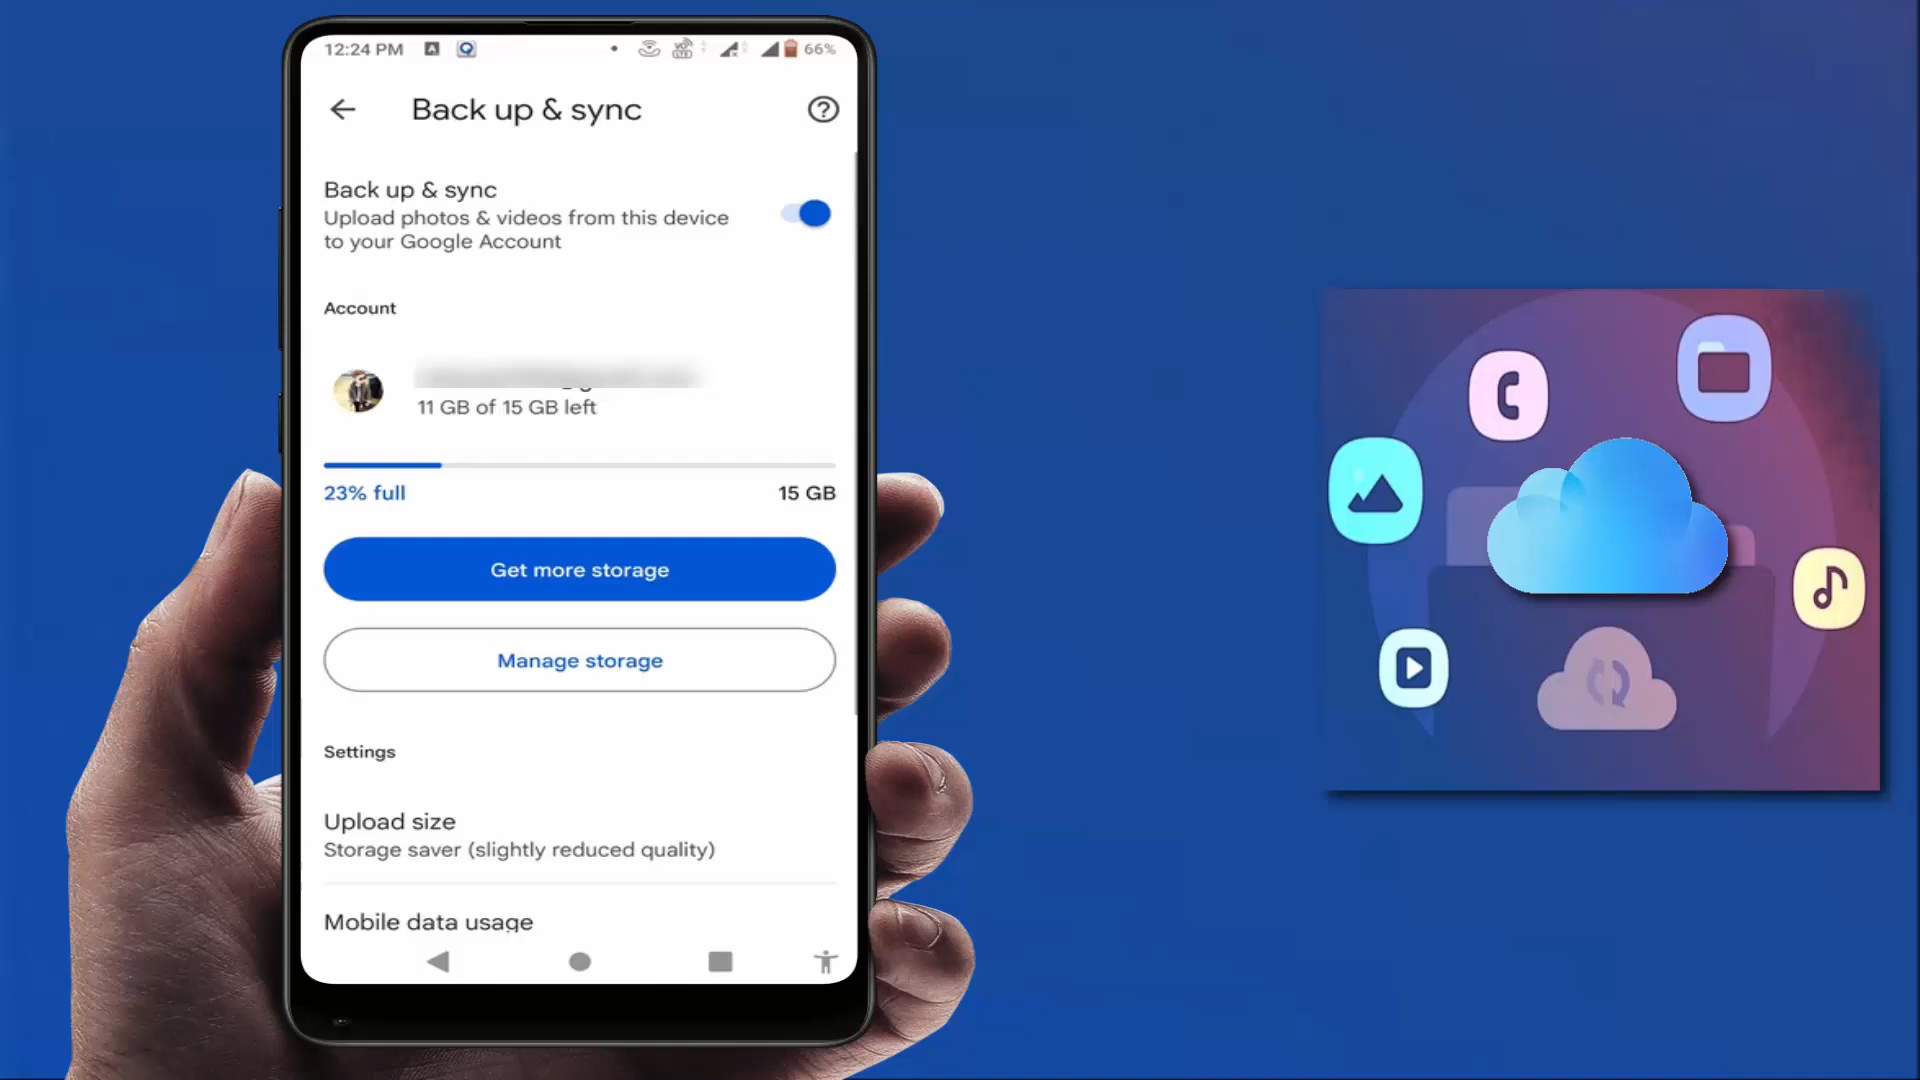 12:24 PM
66%
Back up & sync
Back up & sync
Upload photos & videos from this device
to your Google Account
Account
11 GB of 15 GB left
23% full
15 GB
Get more storage
Manage storage
Settings
Upload size
Storage saver (slightly reduced quality)
Mobile data usage